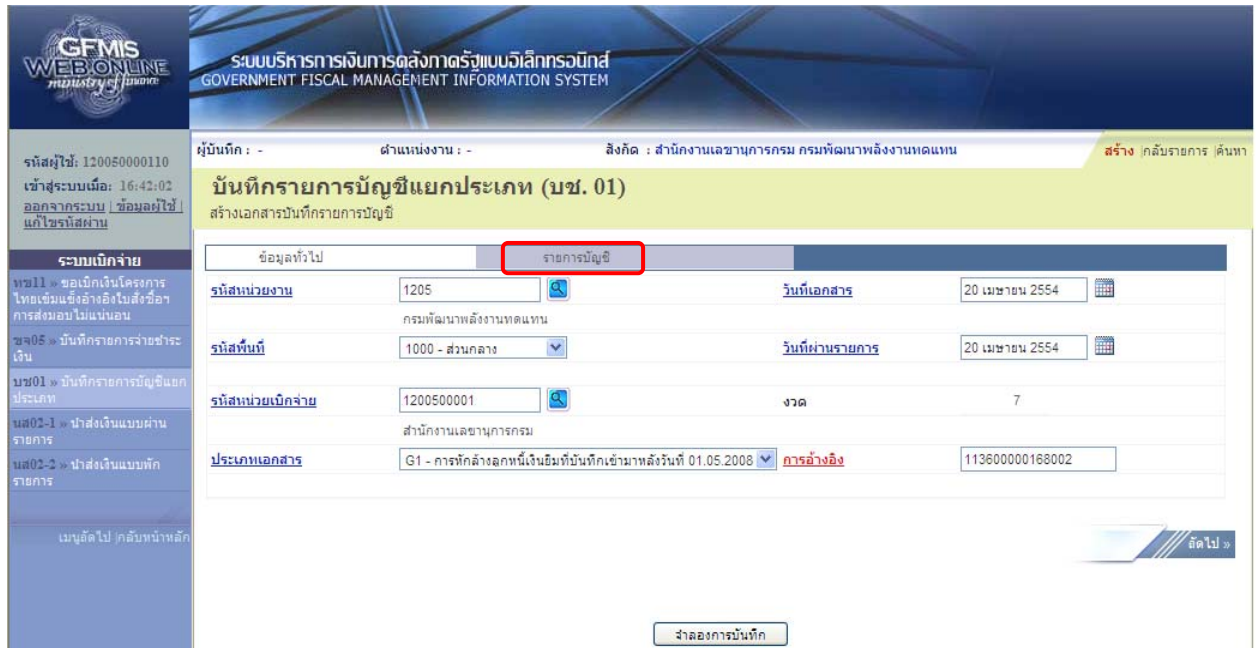 GFMIS
WEB ONLINE
ministry of finance
ระบบบริหารการเงินการคลังภาครัฐแบบอิเล็กทรอนิกส์
GOVERNMENT FISCAL MANAGEMENT INFORMATION SYSTEM
รหัสผู้ใช้: 120050000110
เข้าสู่ระบบเมื่อ: 16:42:02
ออกจากระบบ | ข้อมูลผู้ใช้ |
แก้ไขรหัสผ่าน
ผู้บันทึก : - ตำแหน่งงาน : - สังกัด : สำนักงานเลขานุการกรม กรมพัฒนาพลังงานทดแทน
สร้าง |กลับรายการ |ค้นหา
บันทึกรายการบัญชีแยกประเภท (บช. 01)
สร้างเอกสารบันทึกรายการบัญชี
ระบบเบิกจ่าย
ทข11 » ขอเบิกเงินโครงการ
ไทยเข้มแข็งอ้างอิงใบสั่งซื้อฯ
การส่งมอบไม่แน่นอน
ขจ05 » บันทึกรายการจ่ายชำระ
เงิน
บช01 » บันทึกรายการบัญชีแยก
ประเภท
นส02-1 » นำส่งเงินแบบผ่าน
รายการ
นส02-2 » นำส่งเงินแบบพัก
รายการ
เมนูถัดไป |กลับหน้าหลัก
ข้อมูลทั่วไป รายการบัญชี
รหัสหน่วยงาน 1205 วันที่เอกสาร 20 เมษายน 2554
กรมพัฒนาพลังงานทดแทน
รหัสพื้นที่ 1000 - ส่วนกลาง วันที่ผ่านรายการ 20 เมษายน 2554
รหัสหน่วยเบิกจ่าย 1200500001 งวด 7
สำนักงานเลขานุการกรม
ประเภทเอกสาร G1 - การหักล้างลูกหนี้เงินยืมที่บันทึกเข้ามาหลังวันที่ 01.05.2008 การอ้างอิง 113600000168002
ถัดไป »
จำลองการบันทึก